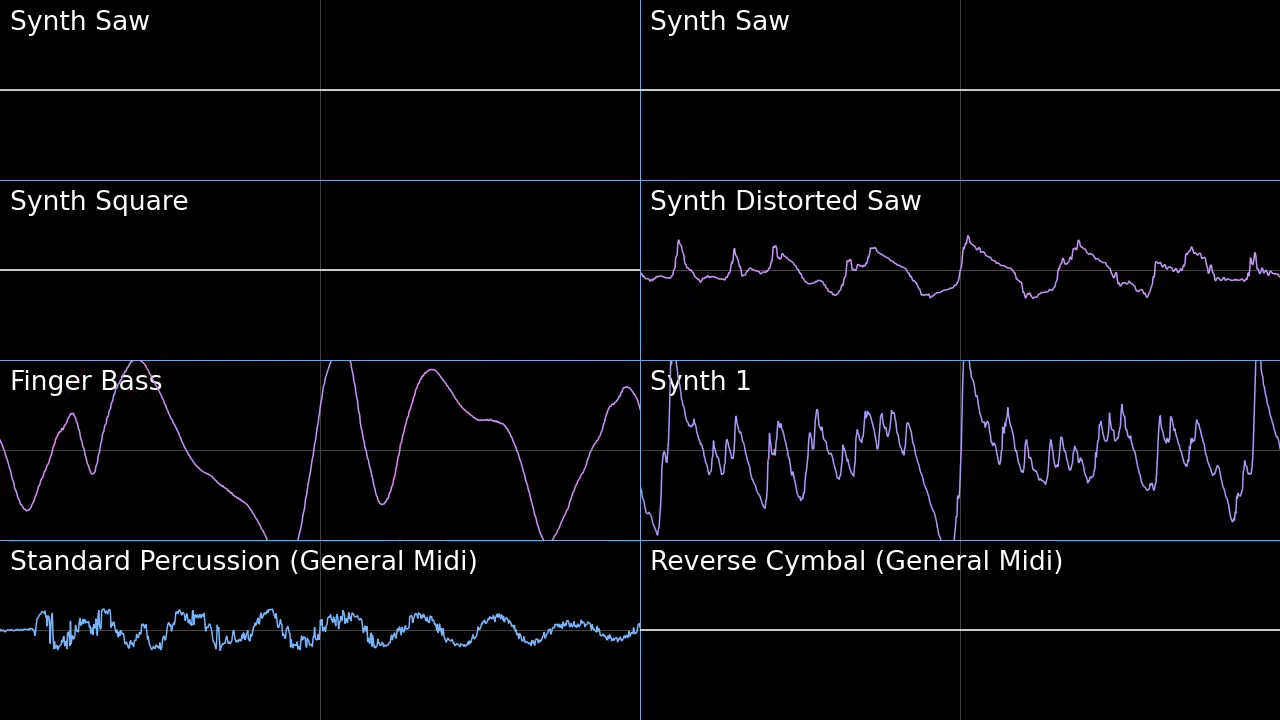 Synth Saw
Synth Saw
Synth Square
Synth Distorted Saw
Finger Bass
Synth 1
Standard Percussion (General Midi)
Reverse Cymbal (General Midi)